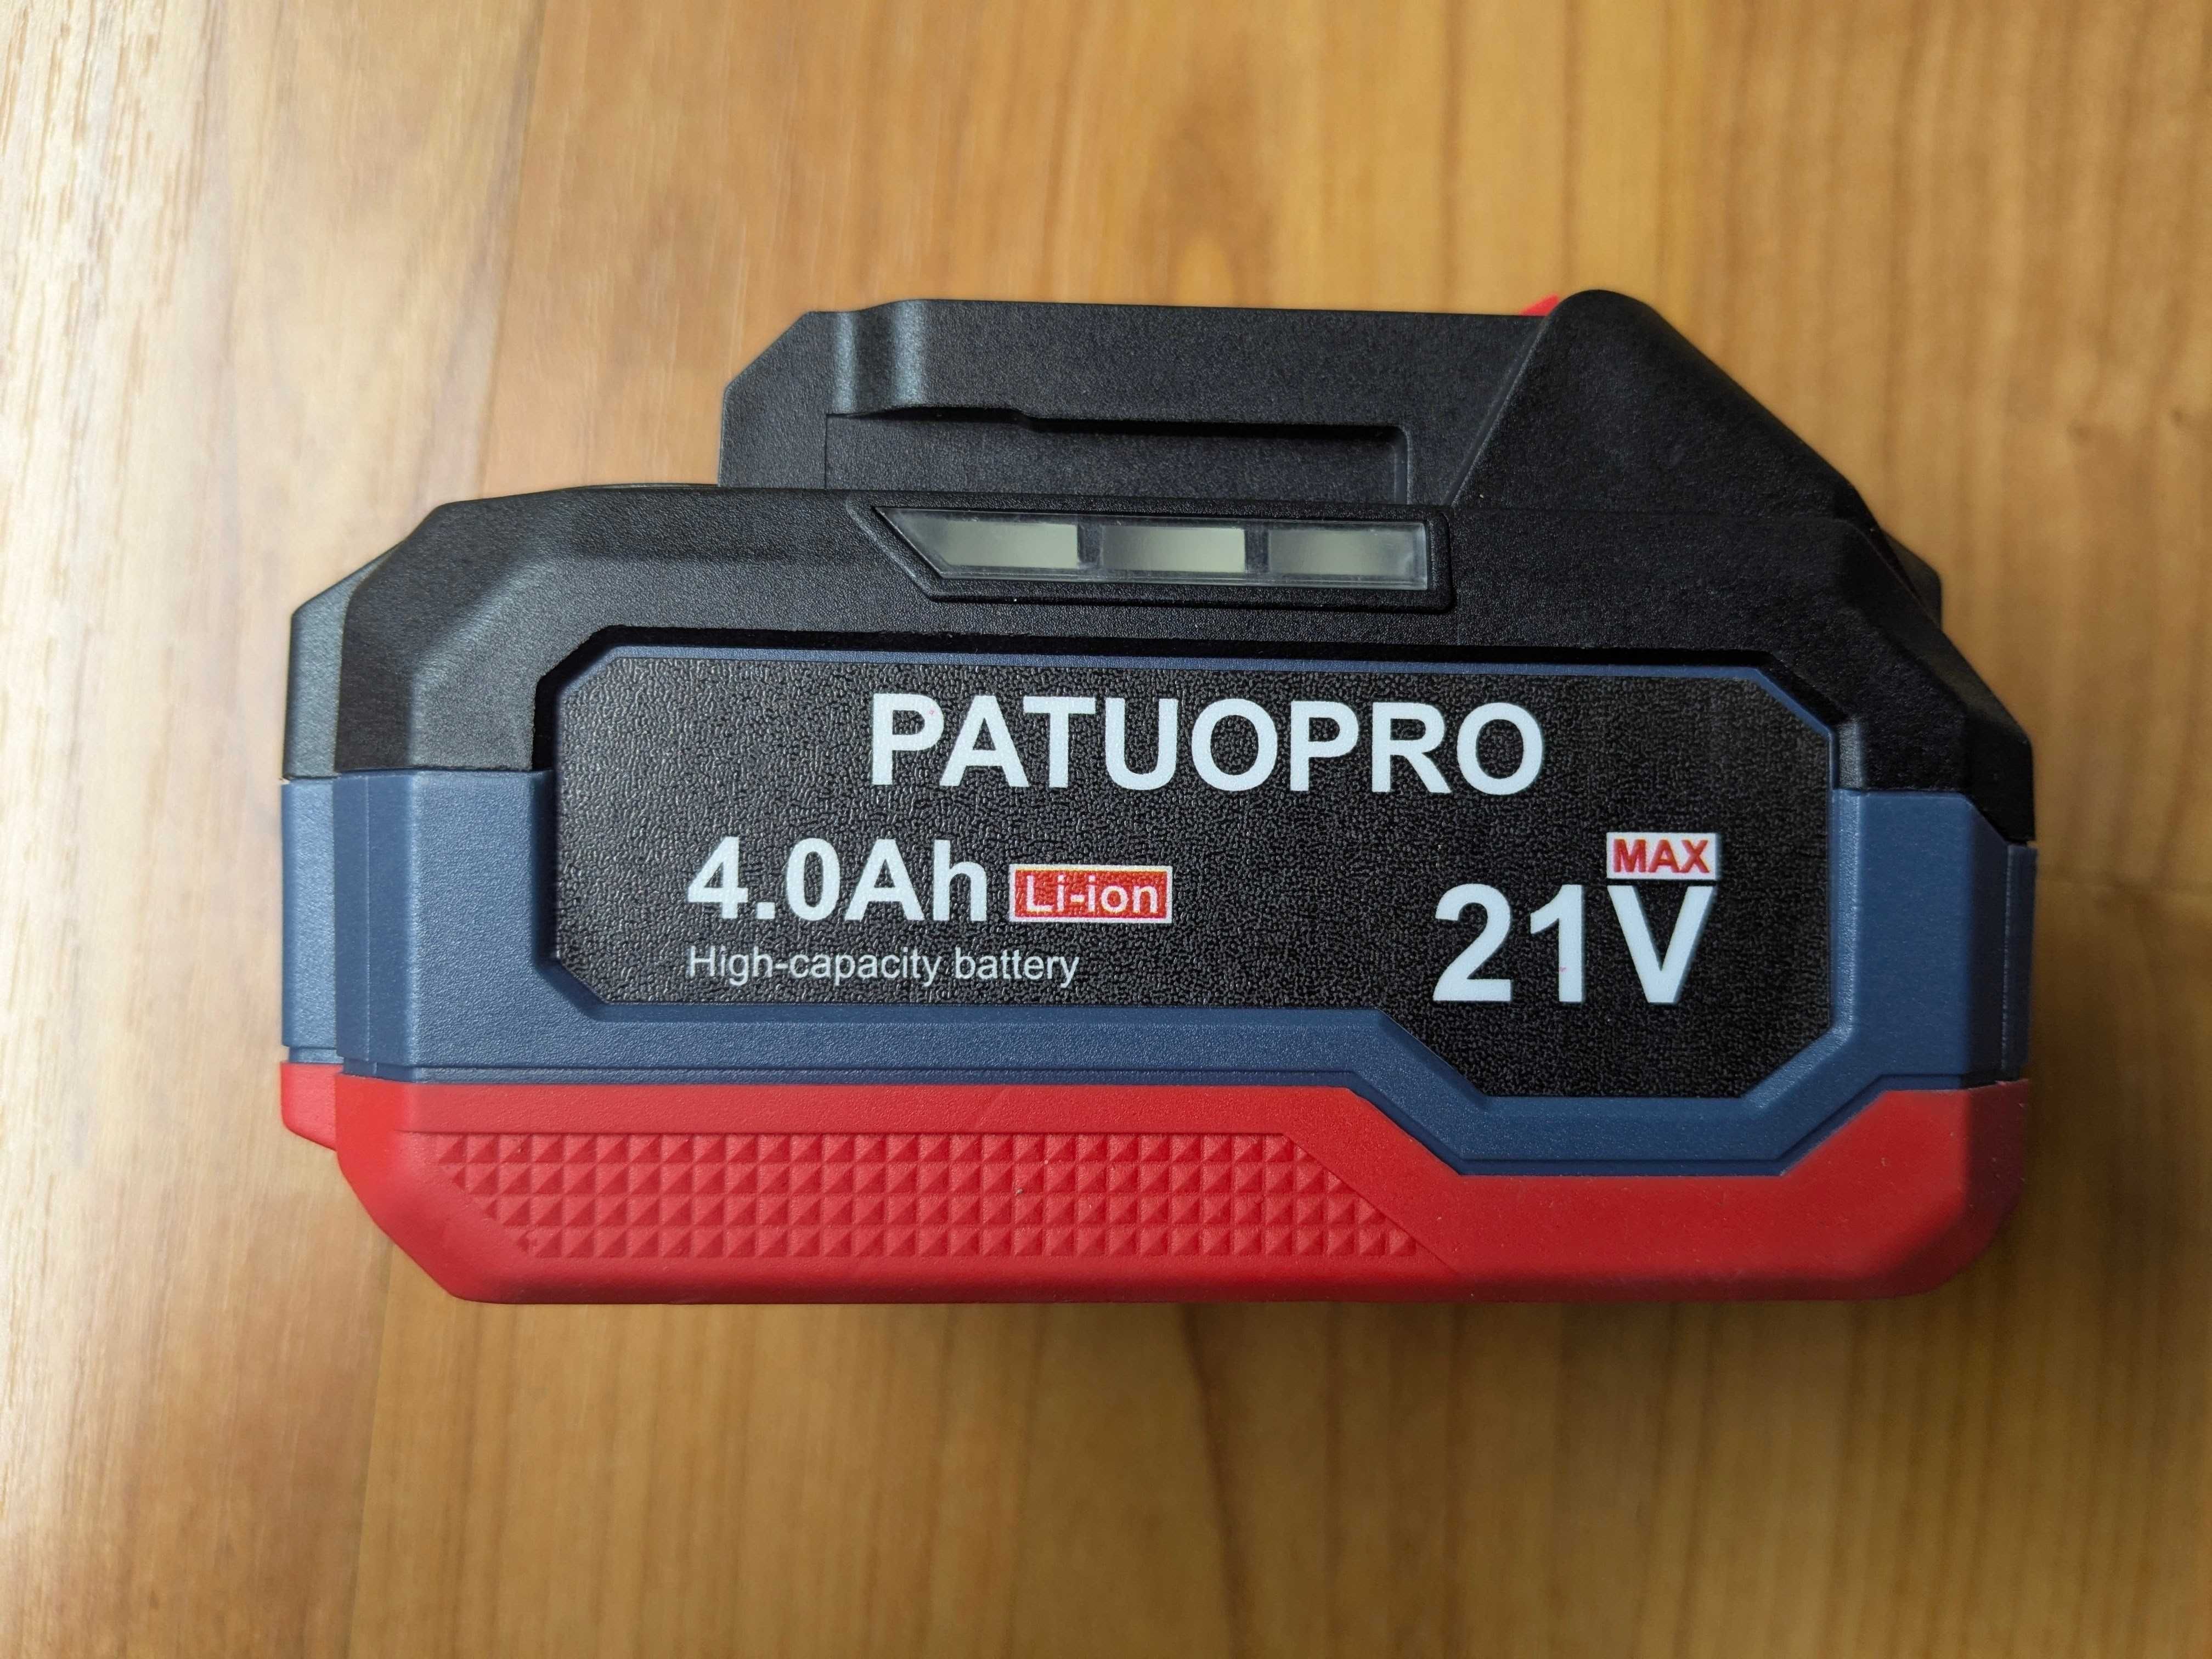 PATUOPRO
4.0Ah Li-ion
High-capacity battery
MAX
21V